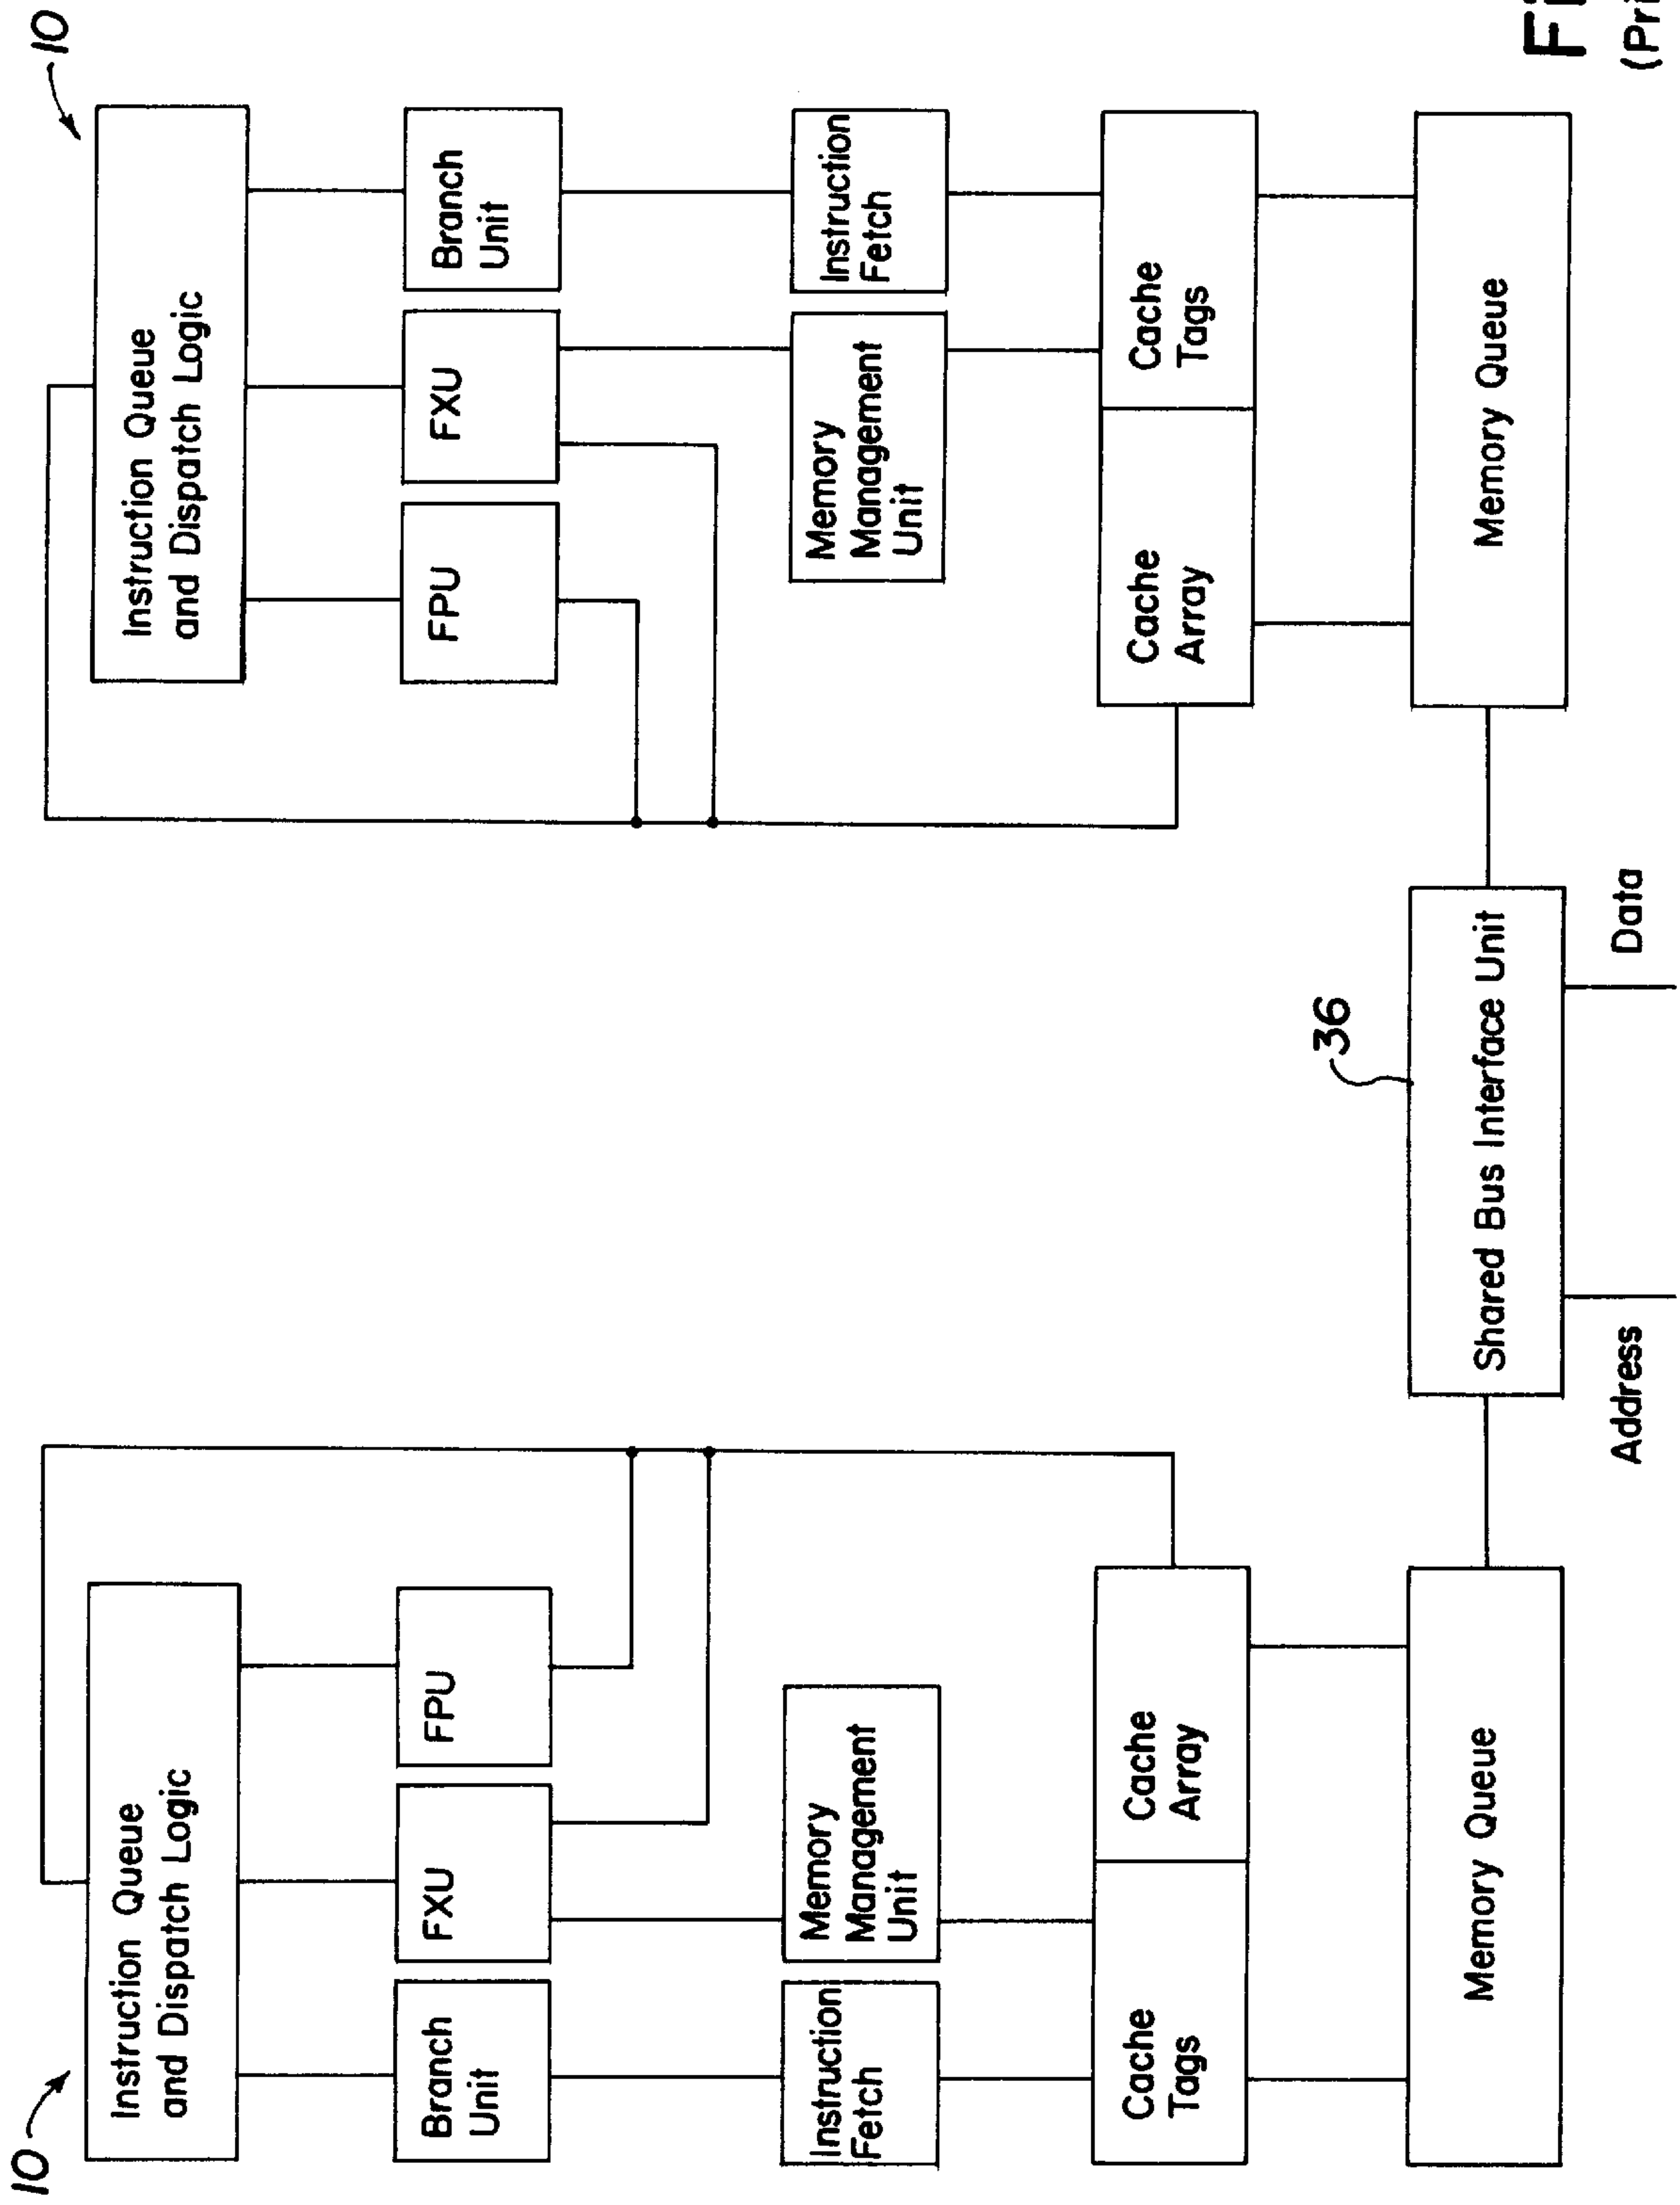 10
Instruction Queue
and Dispatch Logic
Branch
Unit
FXU
FPU
Instruction
Fetch
Memory
Management
Unit
Cache
Tags
Cache
Array
Memory Queue
36
Shared Bus Interface Unit
Address
Data
10
Instruction Queue
and Dispatch Logic
FPU
FXU
Branch
Unit
Memory
Management
Unit
Instruction
Fetch
Cache
Array
Cache
Tags
Memory Queue
Fi
(Pri